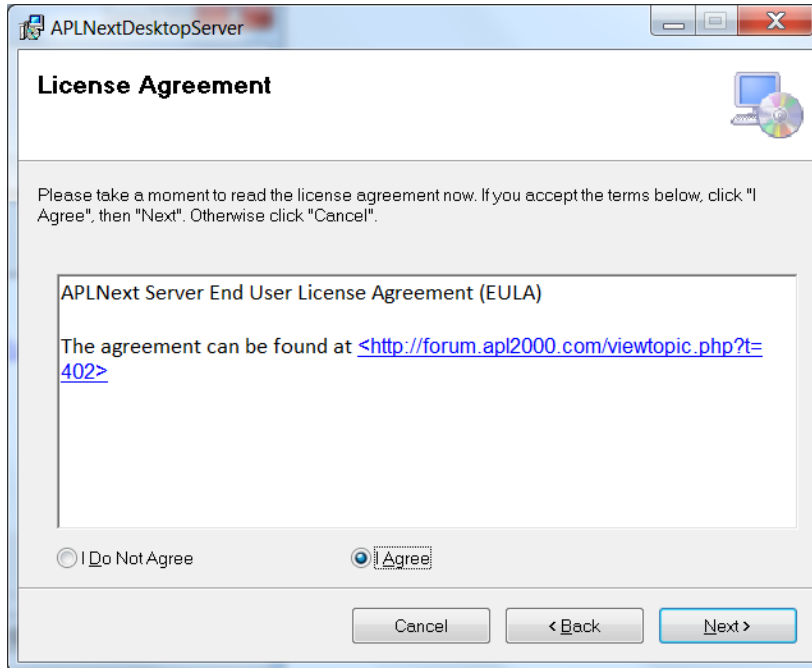 APLNextDesktopServer
License Agreement
Please take a moment to read the license agreement now. If you accept the terms below, click "I
Agree", then "Next". Otherwise click "Cancel".
APLNext Server End User License Agreement (EULA)
The agreement can be found at <http://forum.apl2000.com/viewtopic.php?t=
402>
I Do Not Agree
I Agree
Cancel
< Back
Next >